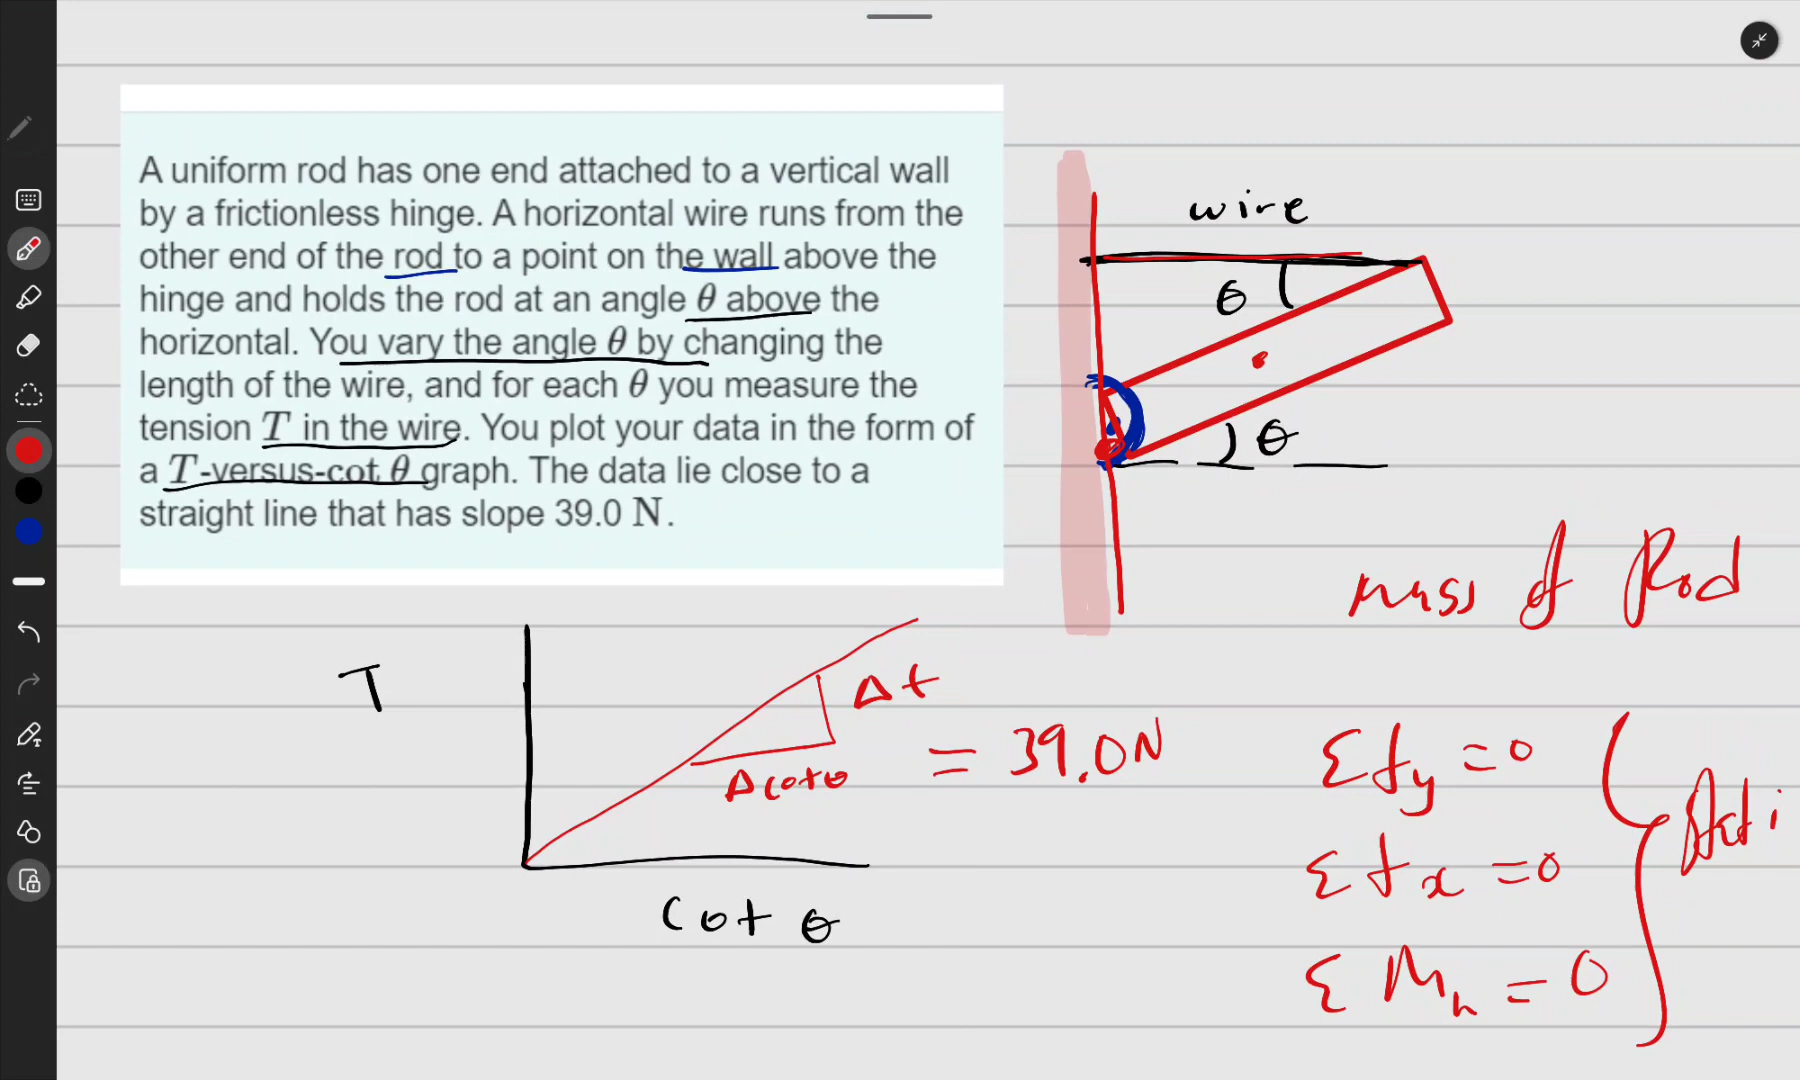 A uniform rod has one end attached to a vertical wall
by a frictionless hinge. A horizontal wire runs from the
other end of the rod to a point on the wall above the
hinge and holds the rod at an angle θ above the
horizontal. You vary the angle θ by changing the
length of the wire, and for each θ you measure the
tension T in the wire. You plot your data in the form of
a T-versus-cot θ graph. The data lie close to a
straight line that has slope 39.0 N.
wire
θ
θ
mass of Rod
T
Δt
Δcotθ
= 39.0N
cot θ
Σfy = 0
Σfx = 0
ΣMh = 0
Stati